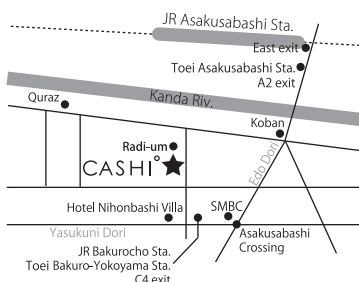 JR Asakusabashi Sta.
East exit
Toei Asakusabashi Sta.
A2 exit
Kanda Riv.
Quraz
Koban
Radi-um
CASHI°
Edo Dori
Hotel Nihonbashi Villa
SMBC
Yasukuni Dori
Asakusabashi
Crossing
JR Bakurocho Sta.
Toei Bakuro-Yokoyama Sta.
C4 exit